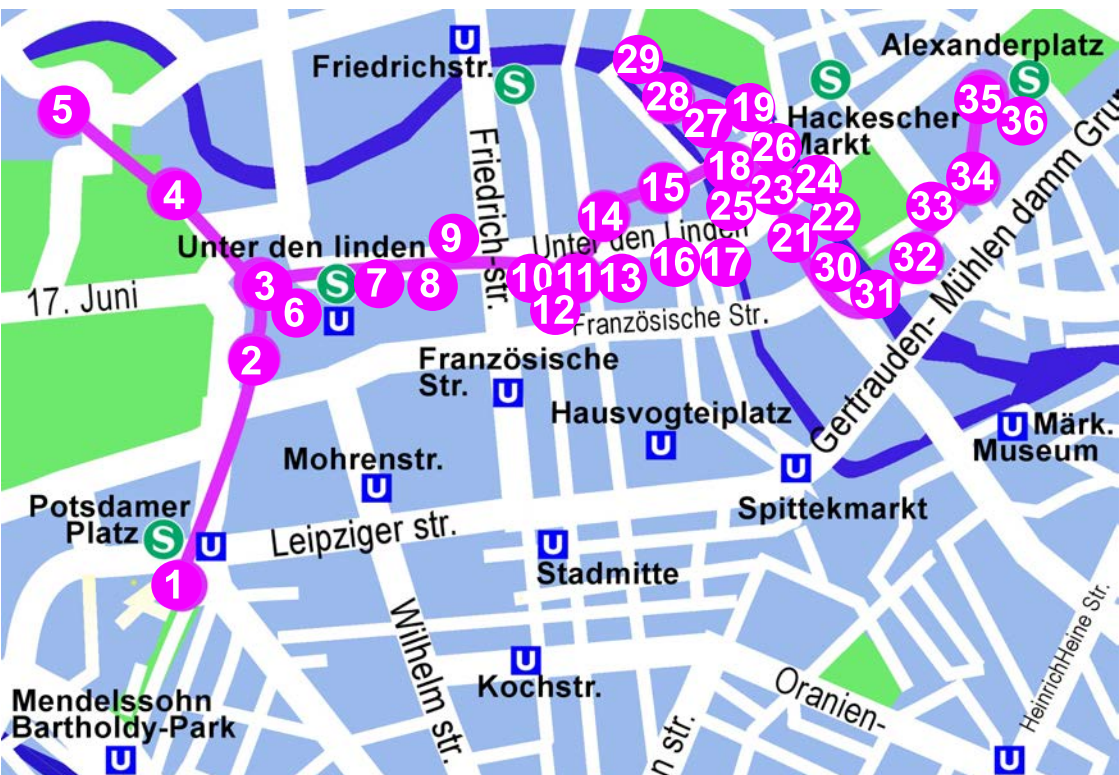 U
Friedrichstr.
S
Alexanderplatz
S
S
Hackescher
Markt
29
28
27
19
35
36
5
4
26
18
15
23
24
34
25
22
33
14
9
21
Friedrich-str.
Unter den linden
Unter den Linden
3
S
7
8
10
11
13
16
17
30
32
31
6
U
12
17. Juni
Französische Str.
2
Französische
Str.
U
Gertrauden- Mühlen damm Gru
Hausvogteiplatz
U
U
Märk.
Museum
Mohrenstr.
U
U
Spittekmarkt
Potsdamer
Platz
S
U
Leipziger str.
U
Stadmitte
1
Wilhelm str.
U
Kochstr.
Oranien-
HeinrichHeine Str.
Mendelssohn
Bartholdy-Park
U
n str.
U